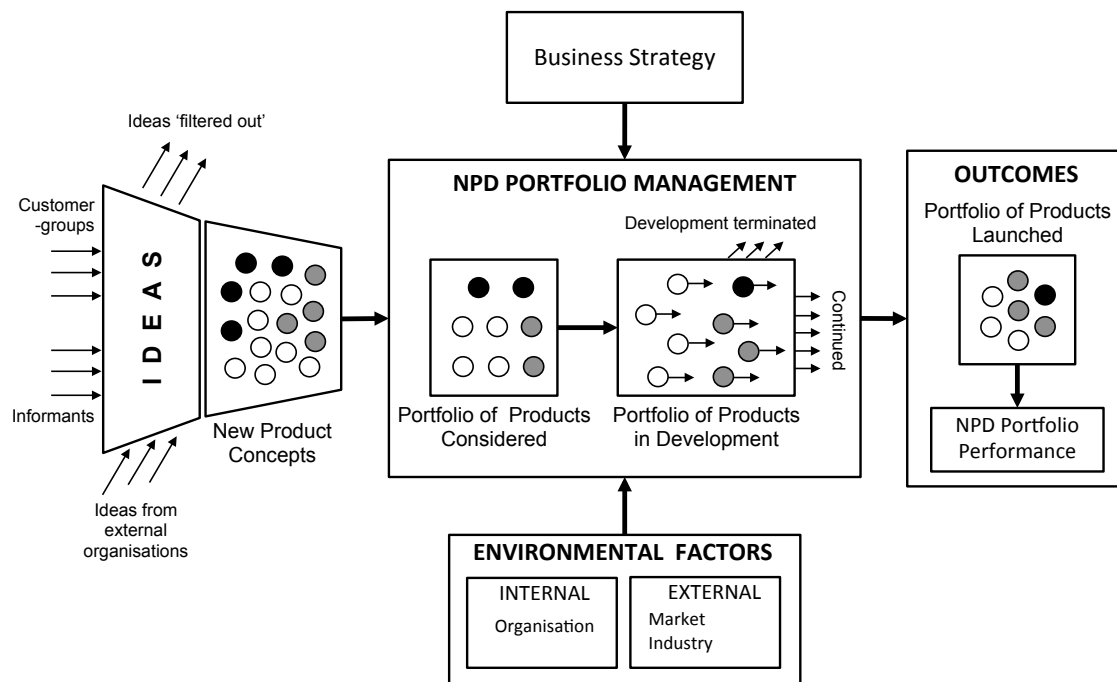 Business Strategy
Ideas 'filtered out'
Customer
-groups
Informants
IDEAS
New Product
Concepts
Ideas from
external
organisations
NPD PORTFOLIO MANAGEMENT
Development terminated
Continued
Portfolio of Products
Considered
Portfolio of Products
in Development
OUTCOMES
Portfolio of Products
Launched
NPD Portfolio
Performance
ENVIRONMENTAL FACTORS
INTERNAL
Organisation
EXTERNAL
Market
Industry